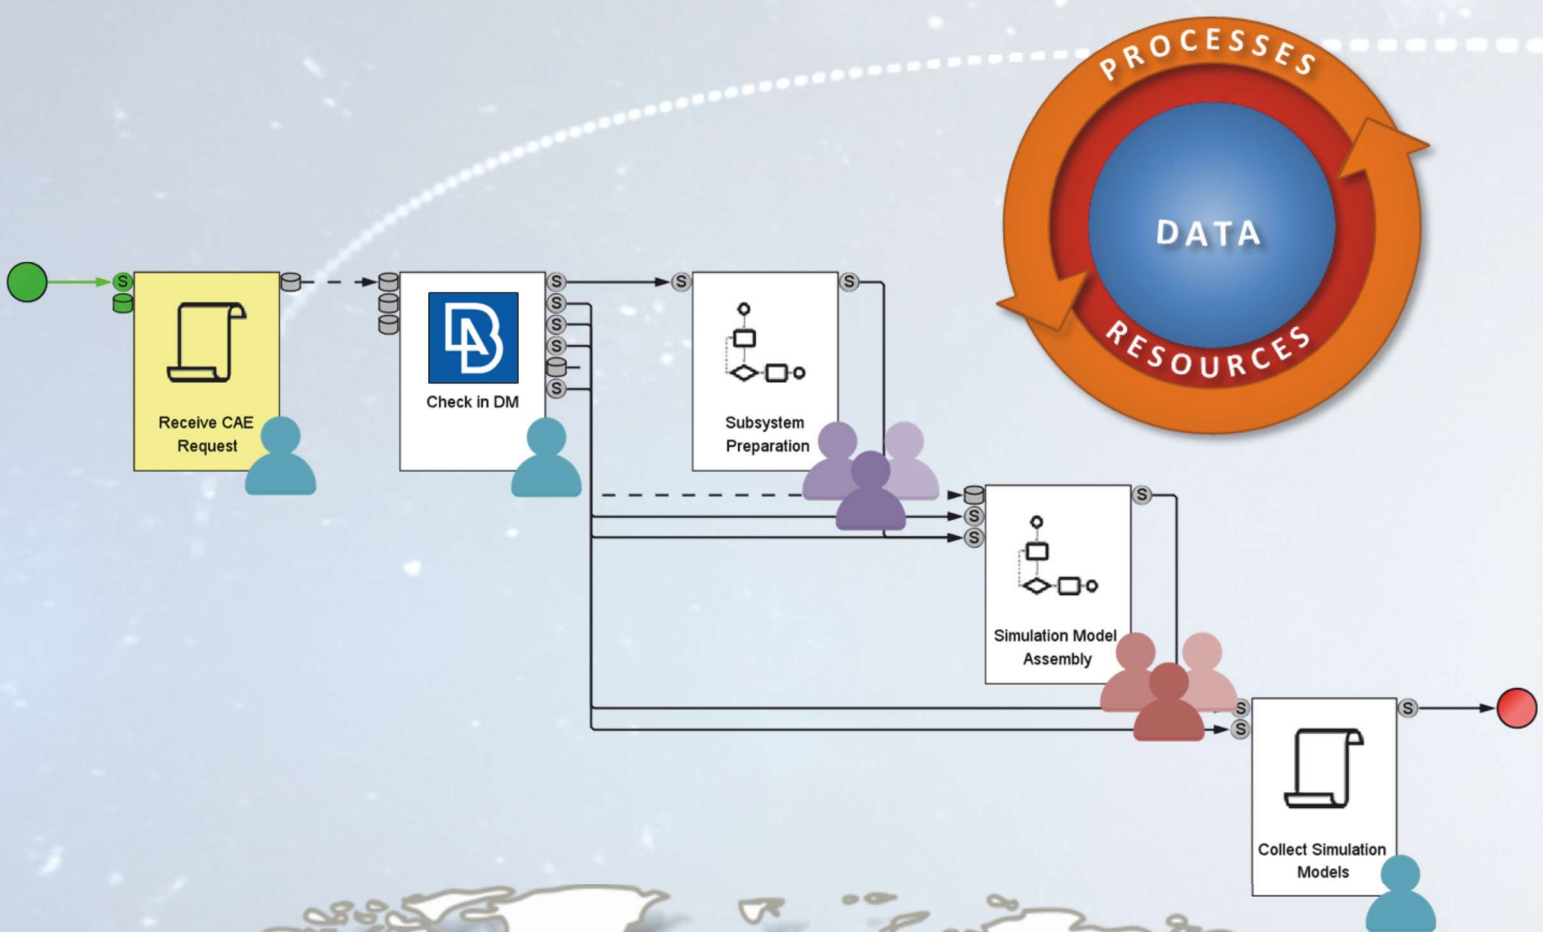 PROCESSES
DATA
RESOURCES
S
S
S
S
S
S
S
S
S
Receive CAE
Request
Check in DM
Subsystem
Preparation
S
S
S
Simulation Model
Assembly
S
S
S
Collect Simulation
Models